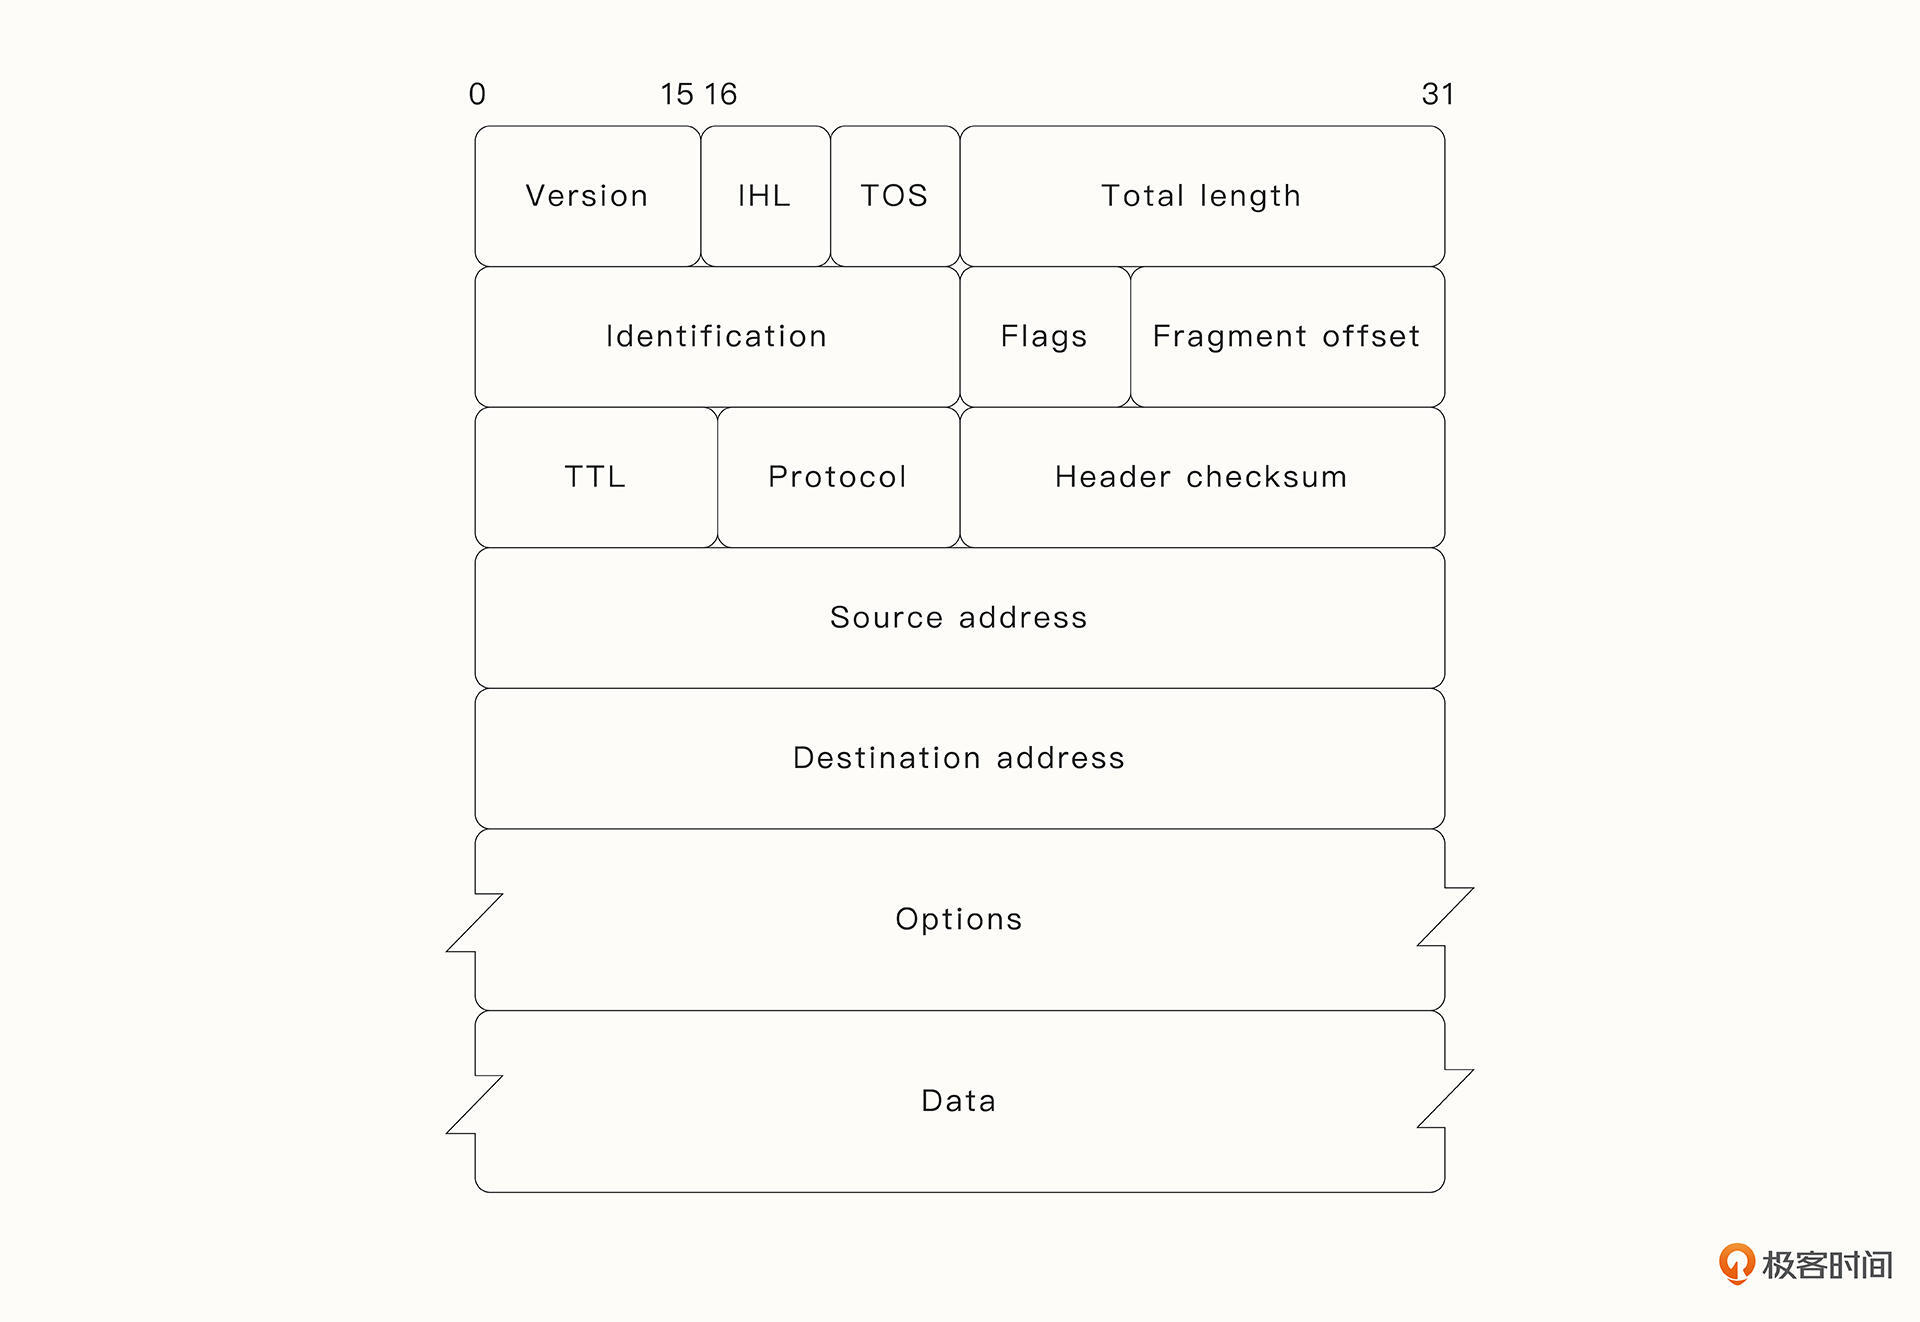 0 15 16 31
Version IHL TOS Total length
Identification Flags Fragment offset
TTL Protocol Header checksum
Source address
Destination address
Options
Data
极客时间